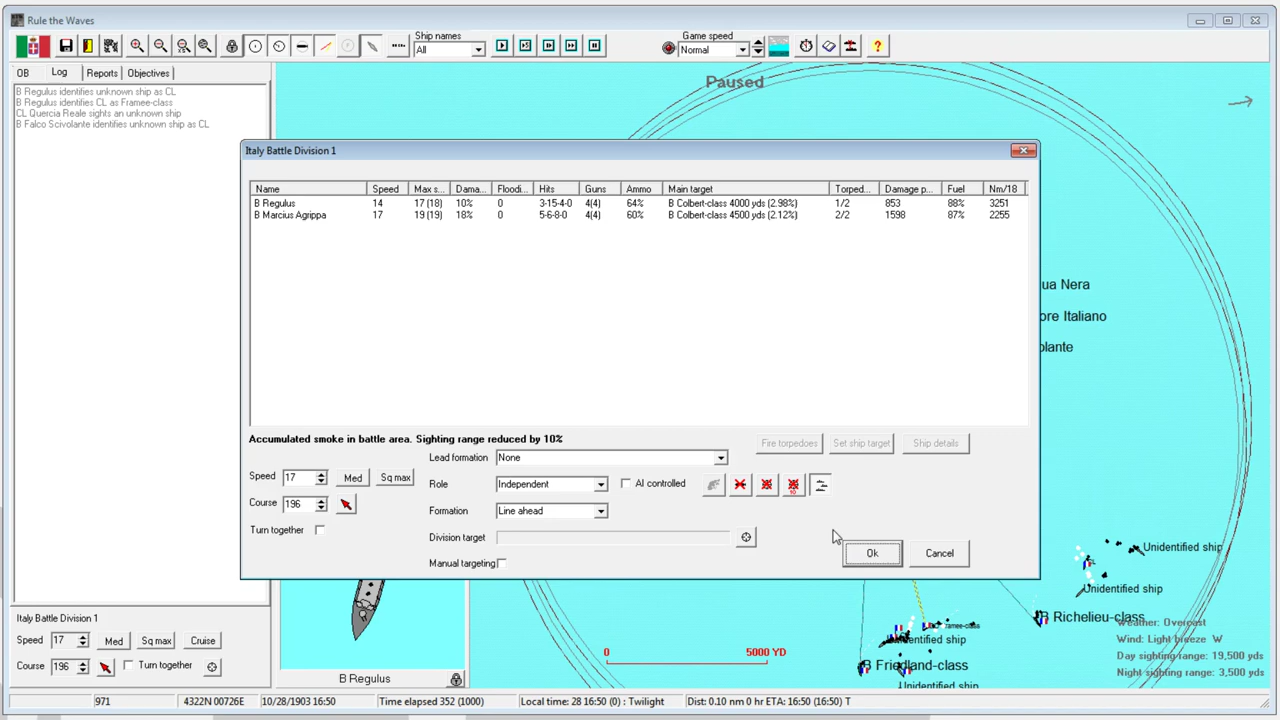 Rule the Waves
Ship names
All
Game speed
Normal
OB Log Reports Objectives
B Regulus identifies unknown ship as CL
B Regulus identifies CL as Framee-class
CL Quercia Reale sights an unknown ship
B Falco Scivolante identifies unknown ship as CL
Paused
Italy Battle Division 1
Name Speed Max s... Dama... Floodi... Hits Guns Ammo Main target Torped... Damage p... Fuel Nm/18
B Regulus 14 17 (18) 10% 0 3-15-4-0 4(4) 64% B Colbert-class 4000 yds (2.98%) 1/2 853 88% 3251
B Marcius Agrippa 17 19 (19) 18% 0 5-6-8-0 4(4) 60% B Colbert-class 4500 yds (2.12%) 2/2 1598 87% 2255
ua Nera
ore Italiano
olante
Accumulated smoke in battle area. Sighting range reduced by 10%
Fire torpedoes Set ship target Ship details
Lead formation None
Speed 17 Med Sq max
Role Independent AI controlled
10
Course 196
Formation Line ahead
Turn together
Division target
Manual targeting
Ok Cancel
Unidentified ship
Unidentified ship
B Richelieu-class
Framee-class
Unidentified ship
B Friedland-class
Unidentified ship
0 5000 YD
Weather: Overcast
Wind: Light breeze W
Day sighting range: 19,500 yds
Night sighting range: 3,500 yds
Italy Battle Division 1
Speed 17 Med Sq max Cruise
Course 196 Turn together
B Regulus
971 4322N 00726E 10/28/1903 16:50 Time elapsed 352 (1000) Local time: 28 16:50 (0) : Twilight Dist: 0.10 nm 0 hr ETA: 16:50 (16:50) T